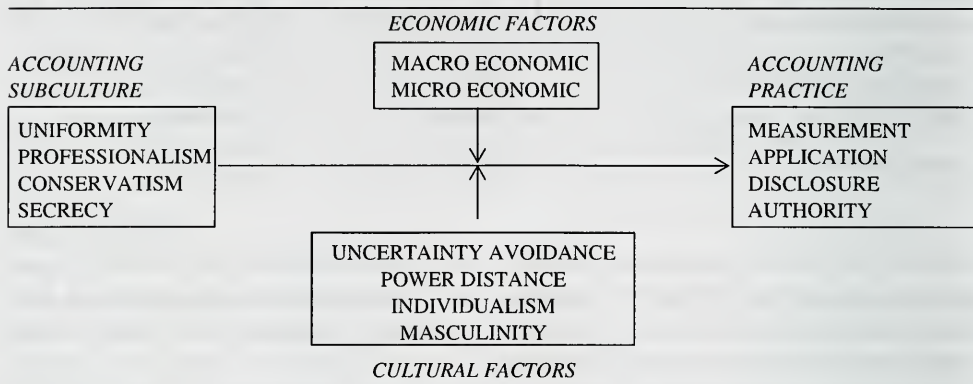 ECONOMIC FACTORS
MACRO ECONOMIC
MICRO ECONOMIC
ACCOUNTING
SUBCULTURE
UNIFORMITY
PROFESSIONALISM
CONSERVATISM
SECRECY
ACCOUNTING
PRACTICE
MEASUREMENT
APPLICATION
DISCLOSURE
AUTHORITY
UNCERTAINTY AVOIDANCE
POWER DISTANCE
INDIVIDUALISM
MASCULINITY
CULTURAL FACTORS